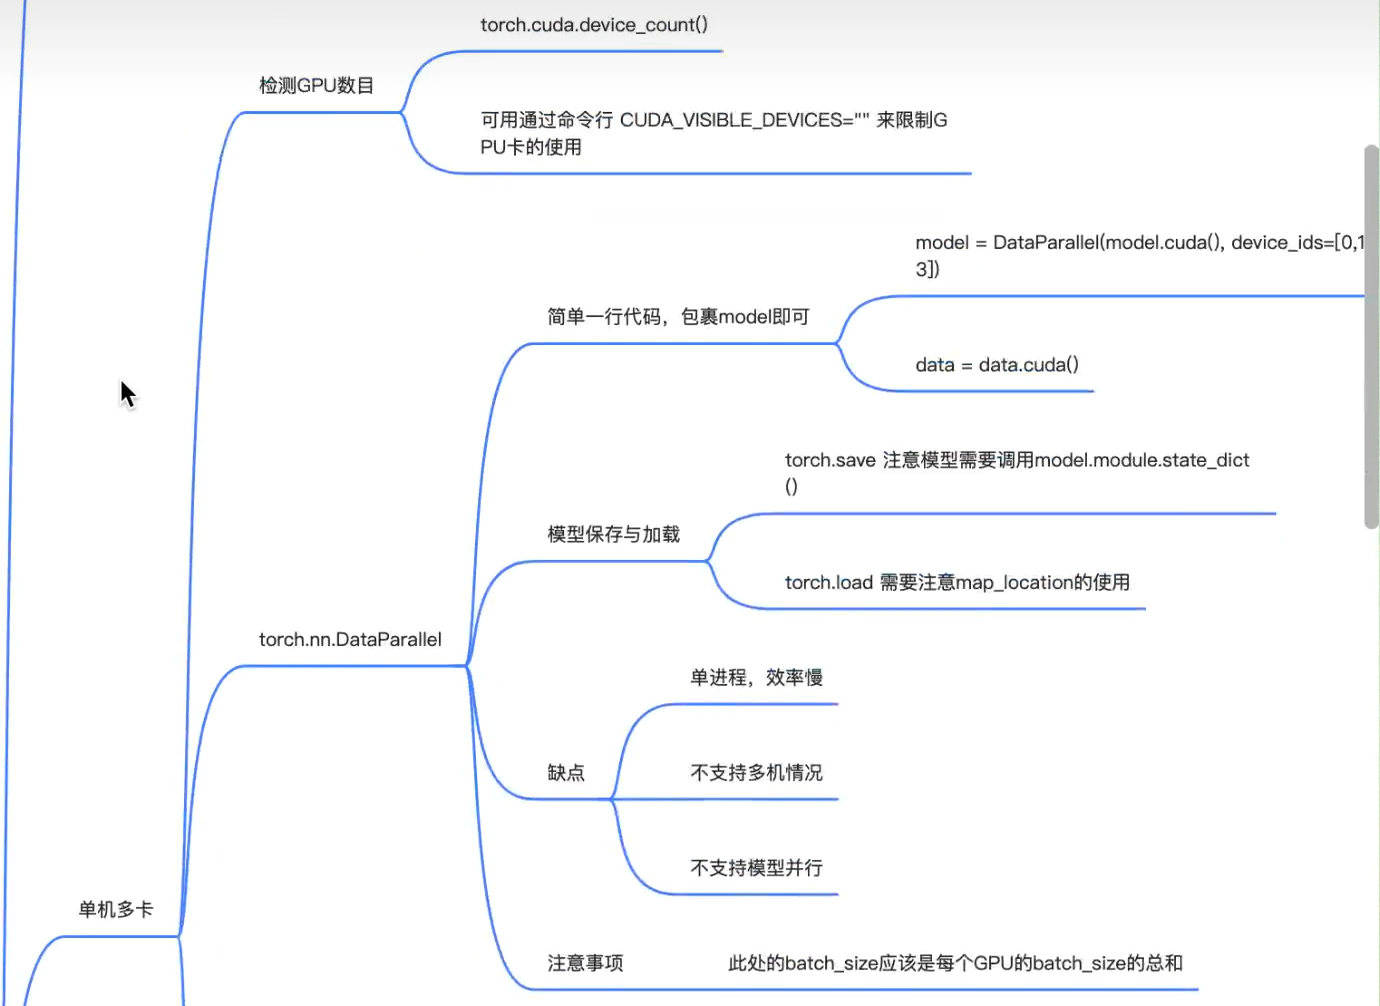 torch.cuda.device_count()
检测GPU数目
可用通过命令行 CUDA_VISIBLE_DEVICES="" 来限制G
PU卡的使用
model = DataParallel(model.cuda(), device_ids=[0,1
3])
简单一行代码，包裹model即可
data = data.cuda()
torch.save 注意模型需要调用model.module.state_dict
()
模型保存与加载
torch.load 需要注意map_location的使用
torch.nn.DataParallel
单进程，效率慢
缺点
不支持多机情况
不支持模型并行
单机多卡
注意事项
此处的batch_size应该是每个GPU的batch_size的总和